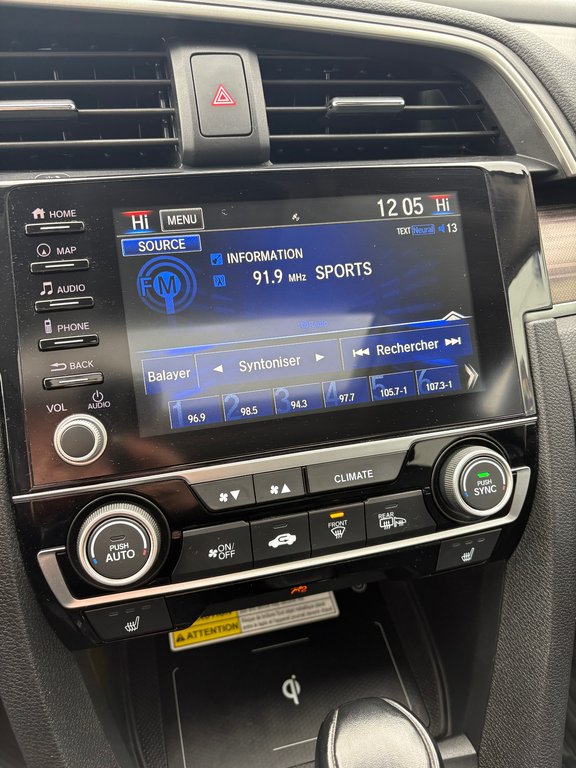 HOME
MAP
AUDIO
PHONE
BACK
VOL AUDIO
Hi MENU 12 05 Hi
SOURCE
TEXT Neural 13
FM
INFORMATION
91.9 MHz SPORTS
Balayer Syntoniser Rechercher
1 2 3 4 5 6
96.9 98.5 94.3 97.7 105.7-1 107.3-1
CLIMATE
PUSH
AUTO
ON/
OFF
FRONT
REAR
PUSH
SYNC
ATTENTION